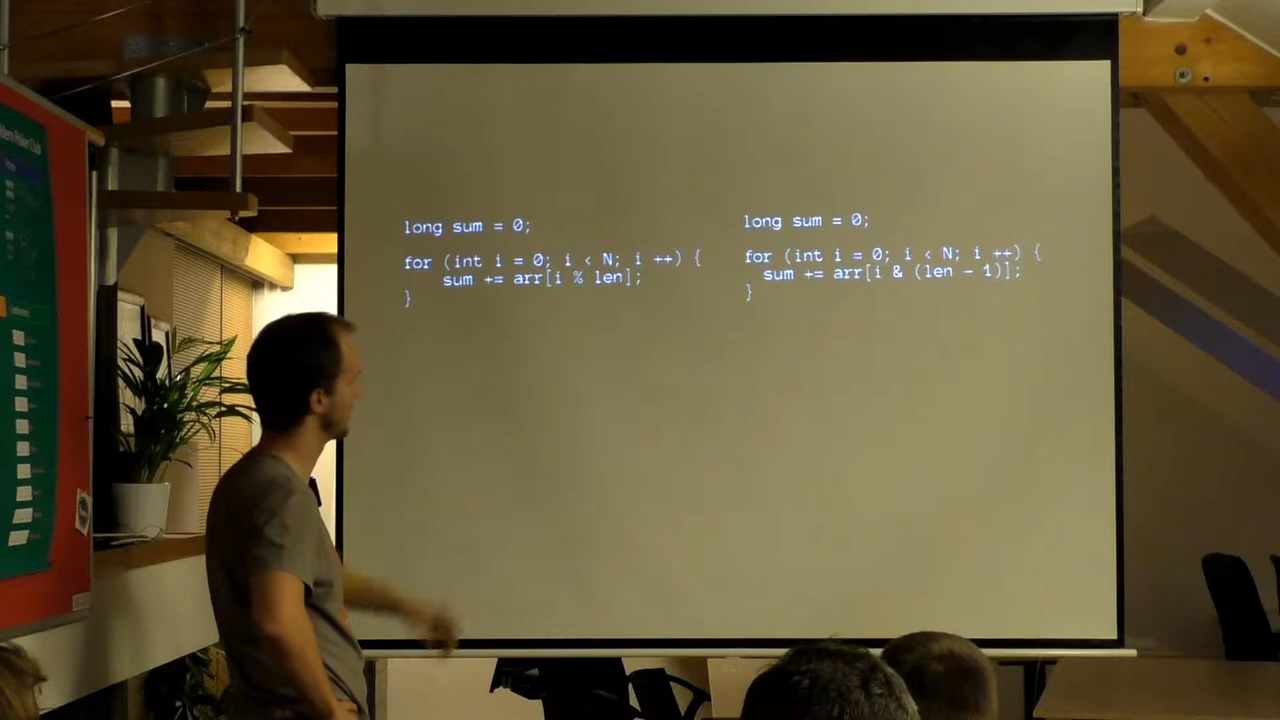 long sum = 0;
for (int i = 0; i < N; i ++) {
sum += arr[i % len];
}
long sum = 0;
for (int i = 0; i < N; i ++) {
sum += arr[i & (len - 1)];
}